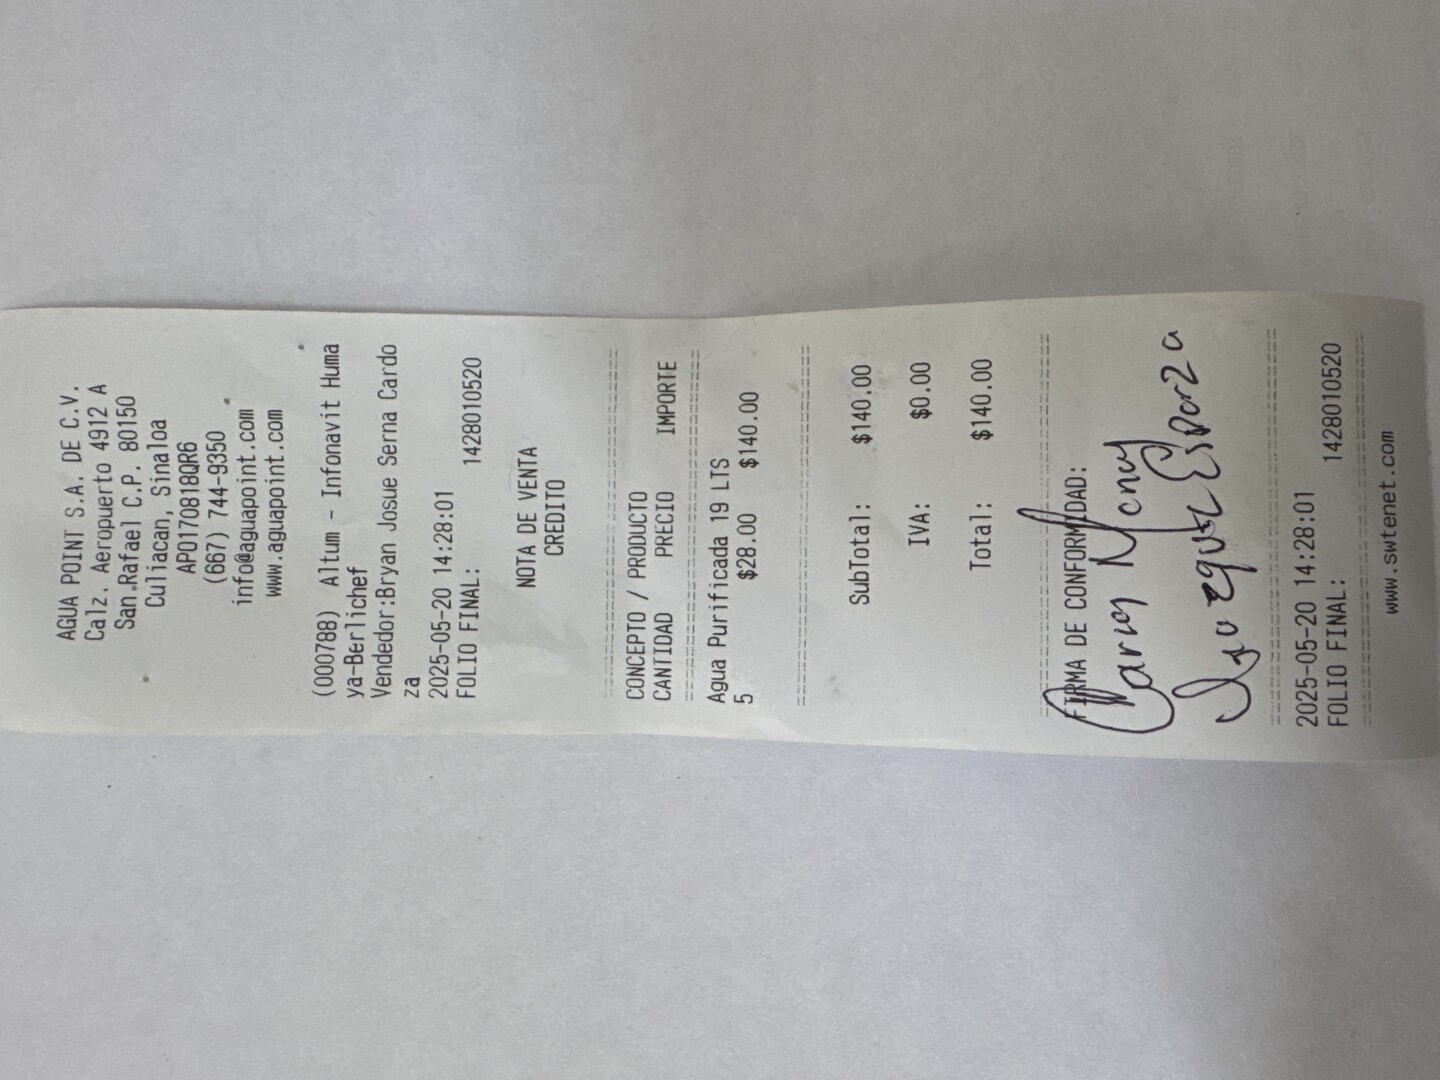 AGUA POINT S.A. DE C.V.
Calz. Aeropuerto 4912 A
San.Rafael C.P. 80150
Culiacan, Sinaloa
APO170818QR6
(667) 744-9350
info@aguapoint.com
www.aguapoint.com
(000788) Altum - Infonavit Huma
ya-Berlichef
Vendedor:Bryan Josue Serna Cardo
za
2025-05-20 14:28:01
FOLIO FINAL: 1428010520
NOTA DE VENTA
CREDITO
CONCEPTO / PRODUCTO
CANTIDAD PRECIO IMPORTE
Agua Purificada 19 LTS
5 $28.00 $140.00
SubTotal: $140.00
IVA: $0.00
Total: $140.00
FIRMA DE CONFORMIDAD:
Esparza
2025-05-20 14:28:01
FOLIO FINAL: 1428010520
www.swtenet.com